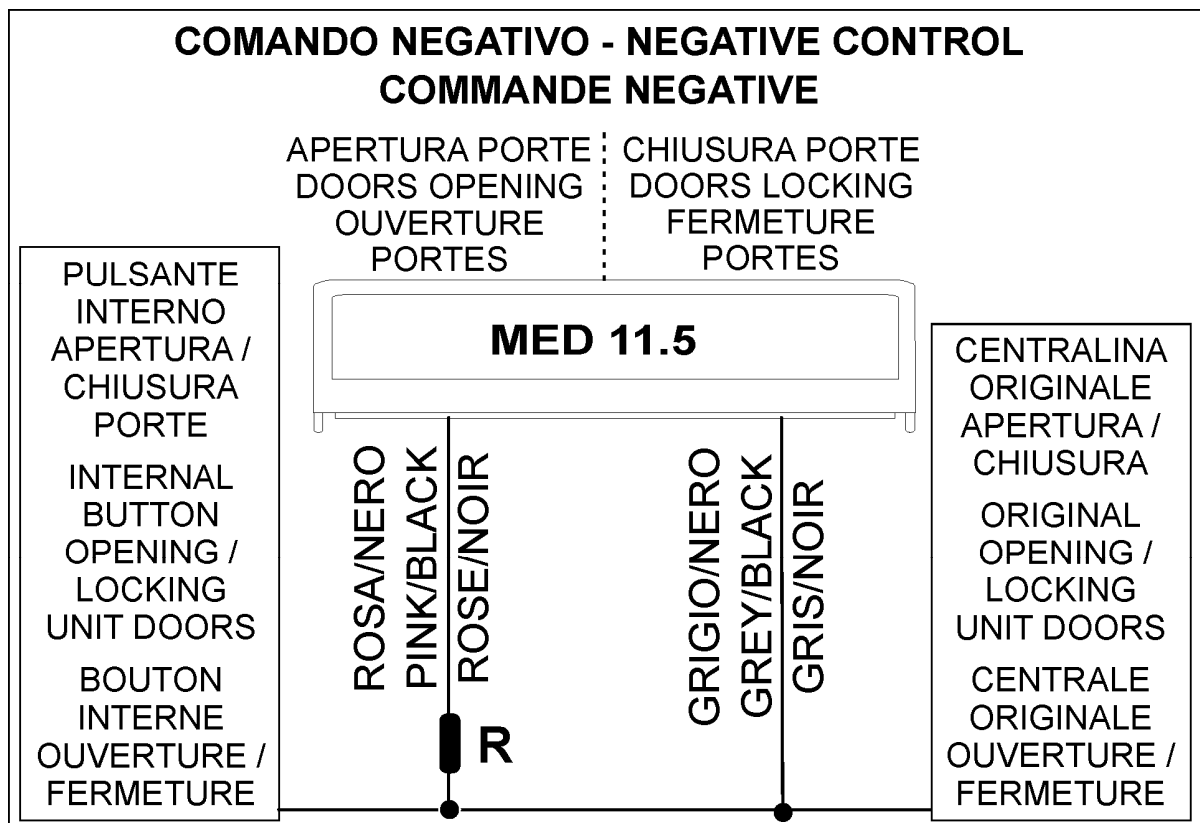 COMANDO NEGATIVO - NEGATIVE CONTROL
COMMANDE NEGATIVE
APERTURA PORTE
DOORS OPENING
OUVERTURE
PORTES
CHIUSURA PORTE
DOORS LOCKING
FERMETURE
PORTES
PULSANTE
INTERNO
APERTURA /
CHIUSURA
PORTE
INTERNAL
BUTTON
OPENING /
LOCKING
UNIT DOORS
BOUTON
INTERNE
OUVERTURE /
FERMETURE
MED 11.5
ROSA/NERO
PINK/BLACK
ROSE/NOIR
R
GRIGIO/NERO
GREY/BLACK
GRIS/NOIR
CENTRALINA
ORIGINALE
APERTURA /
CHIUSURA
ORIGINAL
OPENING /
LOCKING
UNIT DOORS
CENTRALE
ORIGINALE
OUVERTURE /
FERMETURE